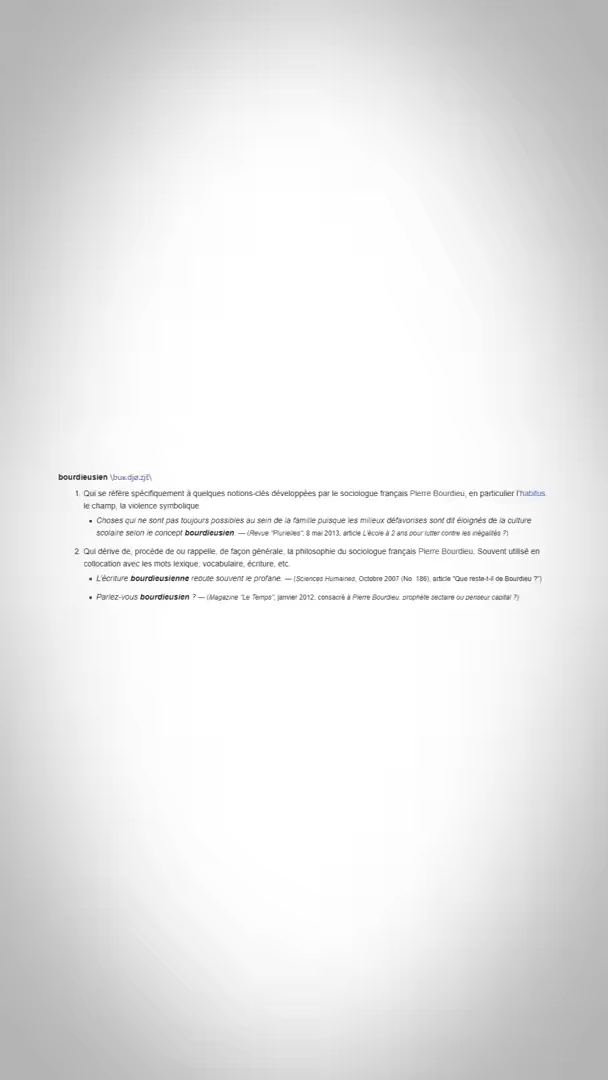 bourdieusien \buʁ.djø.zjɛ̃\
1. Qui se réfère spécifiquement à quelques notions-clés développées par le sociologue français Pierre Bourdieu, en particulier l'habitus,
le champ, la violence symbolique
• Choses qui ne sont pas toujours possibles au sein de la famille puisque les milieux défavorisés sont dit éloignés de la culture
scolaire selon le concept bourdieusien. — (Revue "Plurielles", 8 mai 2013, article L'école à 2 ans pour lutter contre les inégalités ?)
2. Qui dérive de, procède de ou rappelle, de façon générale, la philosophie du sociologue français Pierre Bourdieu. Souvent utilisé en
collocation avec les mots lexique, vocabulaire, écriture, etc.
• L'écriture bourdieusienne reboute souvent le profane. — (Sciences Humaines, Octobre 2007 (No 186), article "Que reste-t-il de Bourdieu ?")
• Parlez-vous bourdieusien ? — (Magazine "Le Temps", janvier 2012, consacré à Pierre Bourdieu, prophète sectaire ou penseur capital ?)